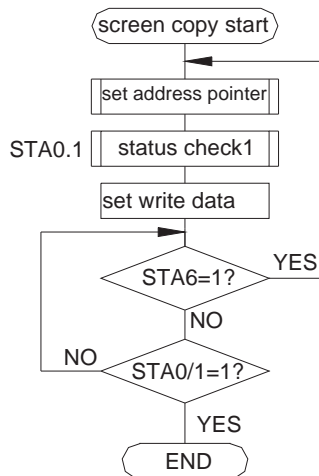 screen copy start
set address pointer
STA0.1
status check1
set write data
STA6=1?
YES
NO
STA0/1=1?
NO
YES
END